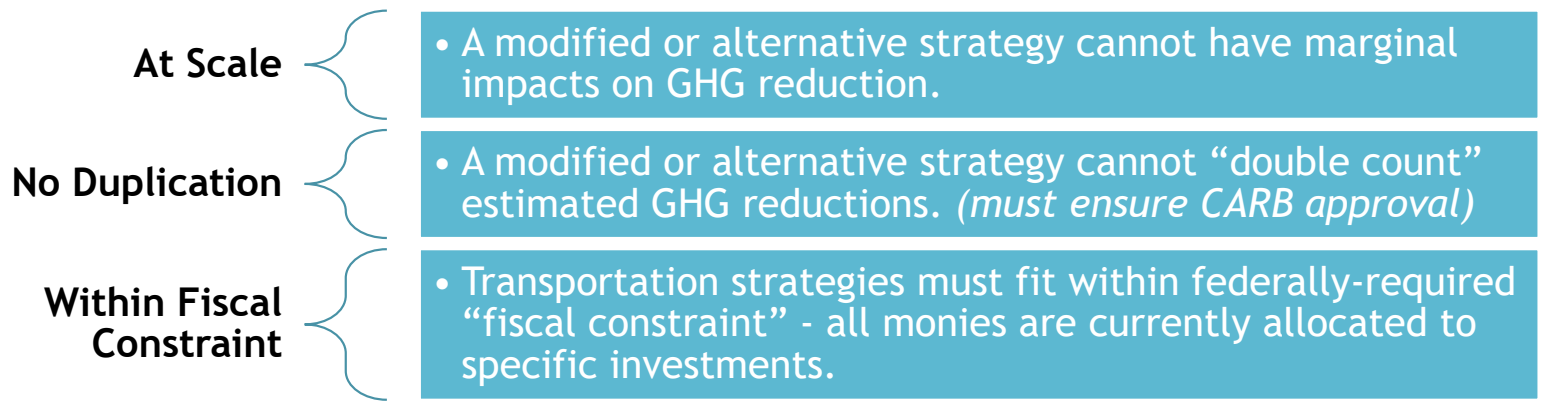 At Scale
• A modified or alternative strategy cannot have marginal
impacts on GHG reduction.
No Duplication
• A modified or alternative strategy cannot “double count”
estimated GHG reductions. (must ensure CARB approval)
Within Fiscal
Constraint
• Transportation strategies must fit within federally-required
“fiscal constraint” - all monies are currently allocated to
specific investments.